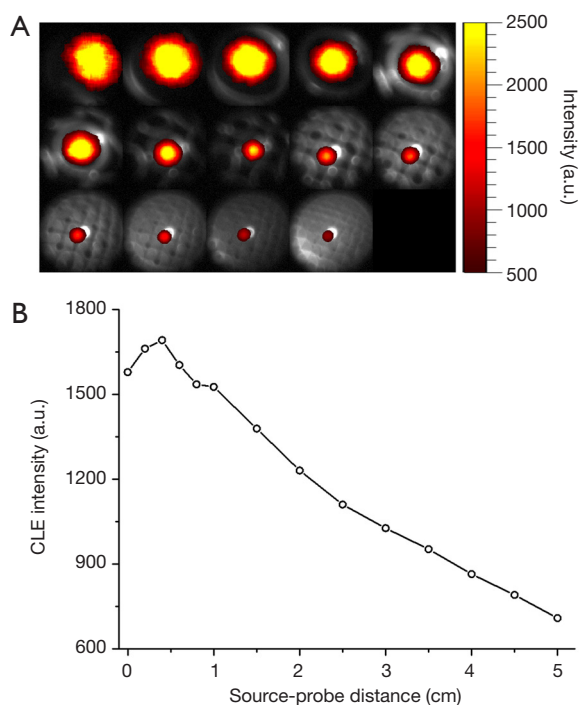 A
2500
2000
1500
1000
500
Intensity (a.u.)
B
1800
1500
1200
900
600
CLE intensity (a.u.)
0 1 2 3 4 5
Source-probe distance (cm)